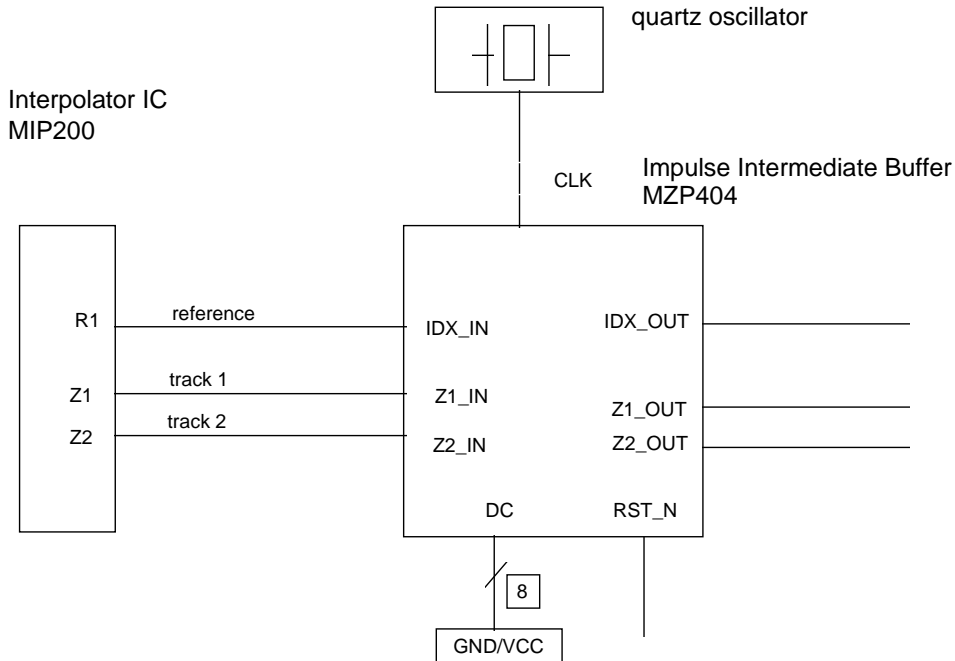 quartz oscillator
Interpolator IC
MIP200
CLK
Impulse Intermediate Buffer
MZP404
R1
reference
IDX_IN
IDX_OUT
Z1
track 1
Z1_IN
Z1_OUT
Z2
track 2
Z2_IN
Z2_OUT
DC
RST_N
8
GND/VCC